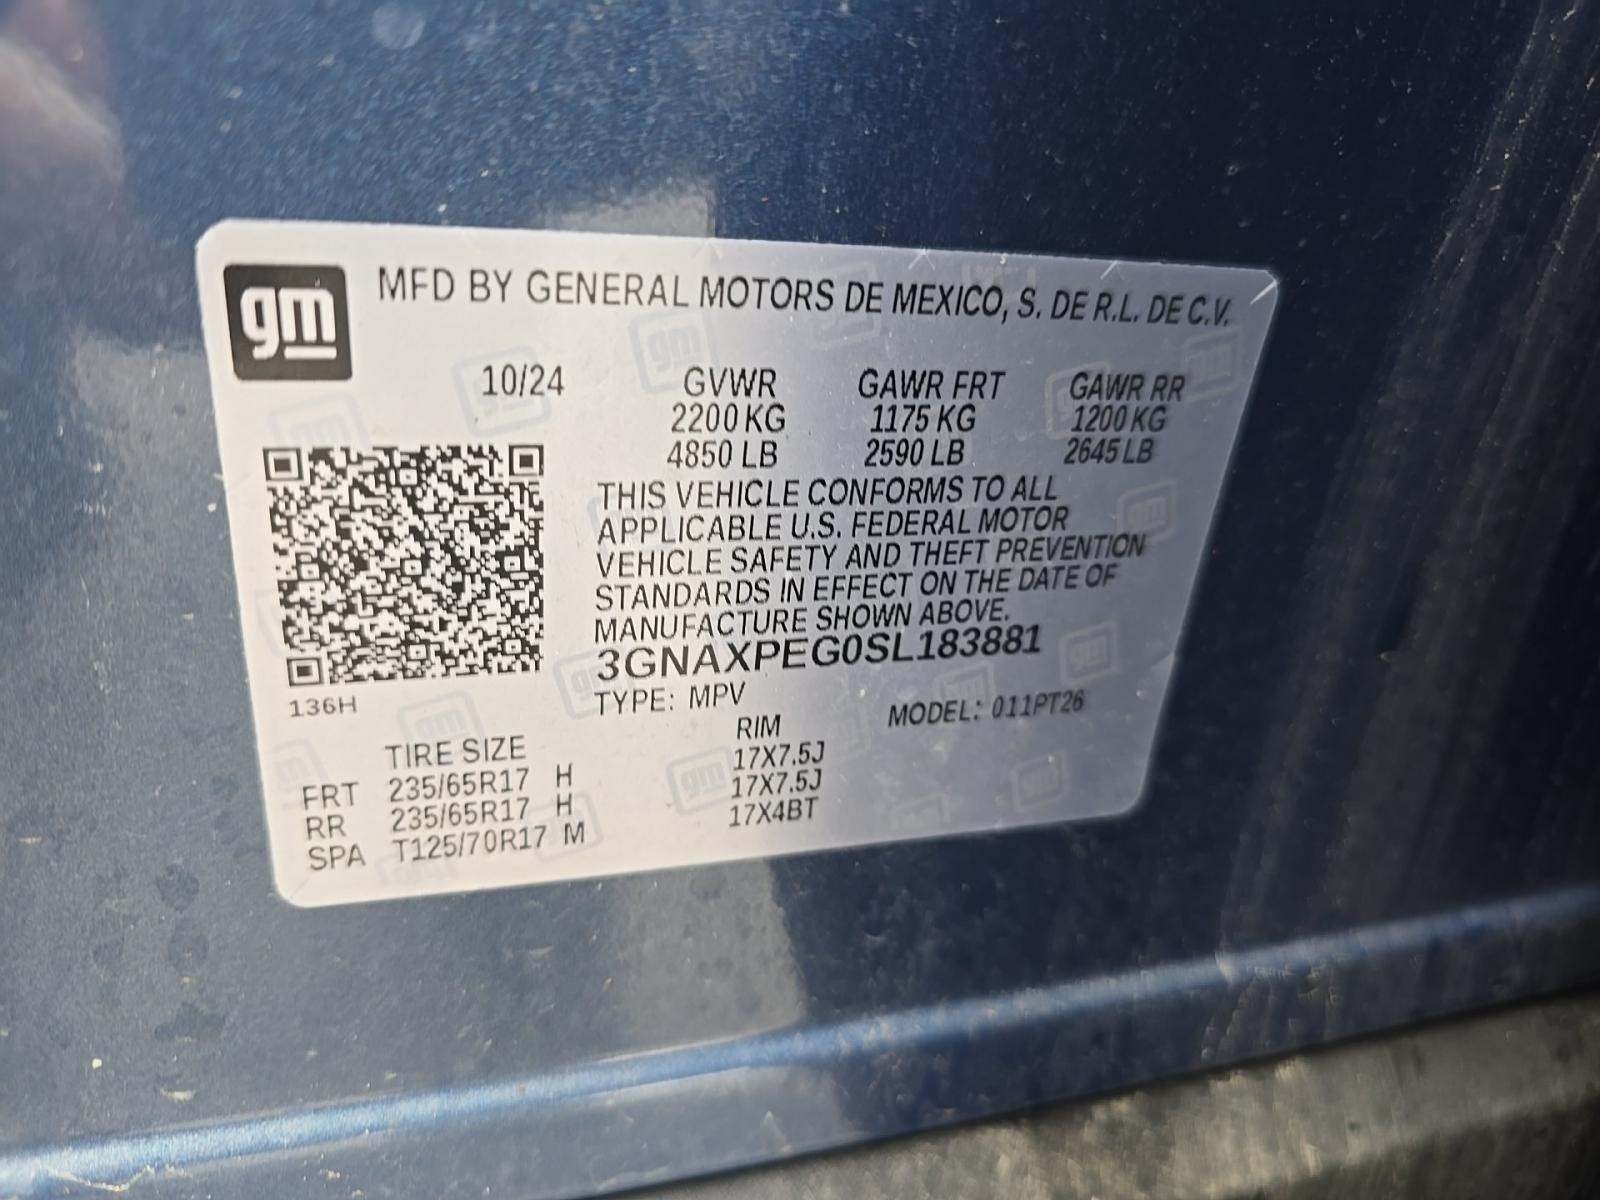 gm
MFD BY GENERAL MOTORS DE MEXICO, S. DE R.L. DE C.V.
10/24 GVWR GAWR FRT GAWR RR
2200 KG 1175 KG 1200 KG
4850 LB 2590 LB 2645 LB
THIS VEHICLE CONFORMS TO ALL
APPLICABLE U.S. FEDERAL MOTOR
VEHICLE SAFETY AND THEFT PREVENTION
STANDARDS IN EFFECT ON THE DATE OF
MANUFACTURE SHOWN ABOVE.
3GNAXPEG0SL183881
136H
TYPE: MPV MODEL: 011PT26
TIRE SIZE RIM
FRT 235/65R17 H 17X7.5J
RR 235/65R17 H 17X7.5J
SPA T125/70R17 M 17X4BT